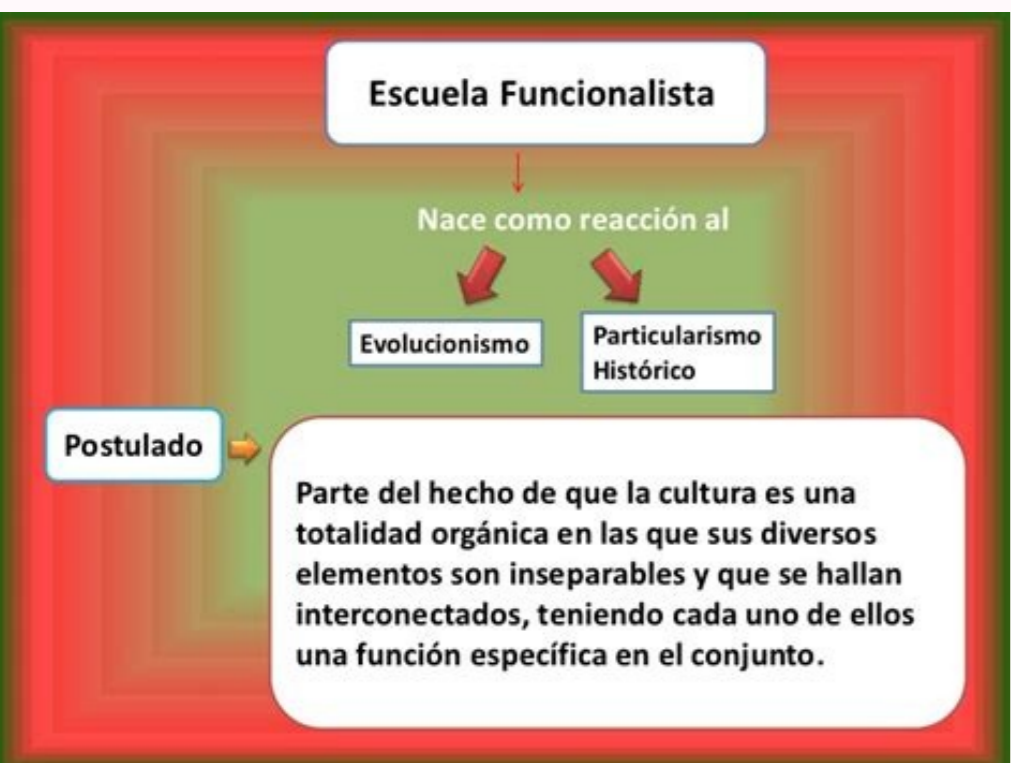 Escuela Funcionalista
Nace como reacción al
Evolucionismo
Particularismo
Histórico
Postulado
Parte del hecho de que la cultura es una
totalidad orgánica en las que sus diversos
elementos son inseparables y que se hallan
interconectados, teniendo cada uno de ellos
una función específica en el conjunto.